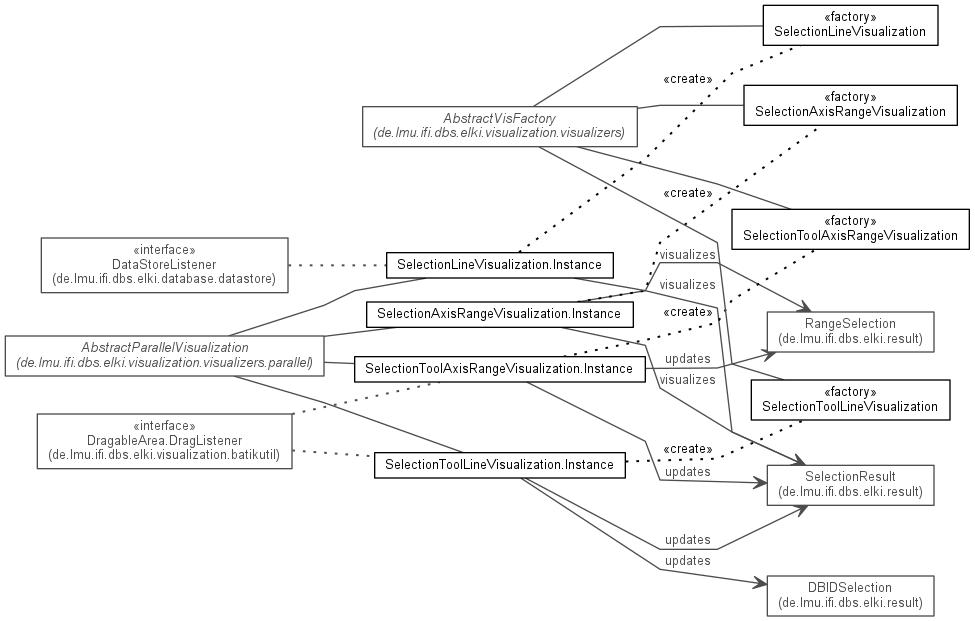 «factory»
SelectionLineVisualization
«create»
«factory»
SelectionAxisRangeVisualization
AbstractVisFactory
(de.lmu.ifi.dbs.elki.visualization.visualizers)
«create»
«factory»
SelectionToolAxisRangeVisualization
«interface»
DataStoreListener
(de.lmu.ifi.dbs.elki.database.datastore)
SelectionLineVisualization.Instance
visualizes
visualizes
SelectionAxisRangeVisualization.Instance
«create»
RangeSelection
(de.lmu.ifi.dbs.elki.result)
AbstractParallelVisualization
(de.lmu.ifi.dbs.elki.visualization.visualizers.parallel)
SelectionToolAxisRangeVisualization.Instance
updates
visualizes
«factory»
SelectionToolLineVisualization
«interface»
DragableArea.DragListener
(de.lmu.ifi.dbs.elki.visualization.batikutil)
«create»
SelectionToolLineVisualization.Instance
updates
SelectionResult
(de.lmu.ifi.dbs.elki.result)
updates
updates
DBIDSelection
(de.lmu.ifi.dbs.elki.result)